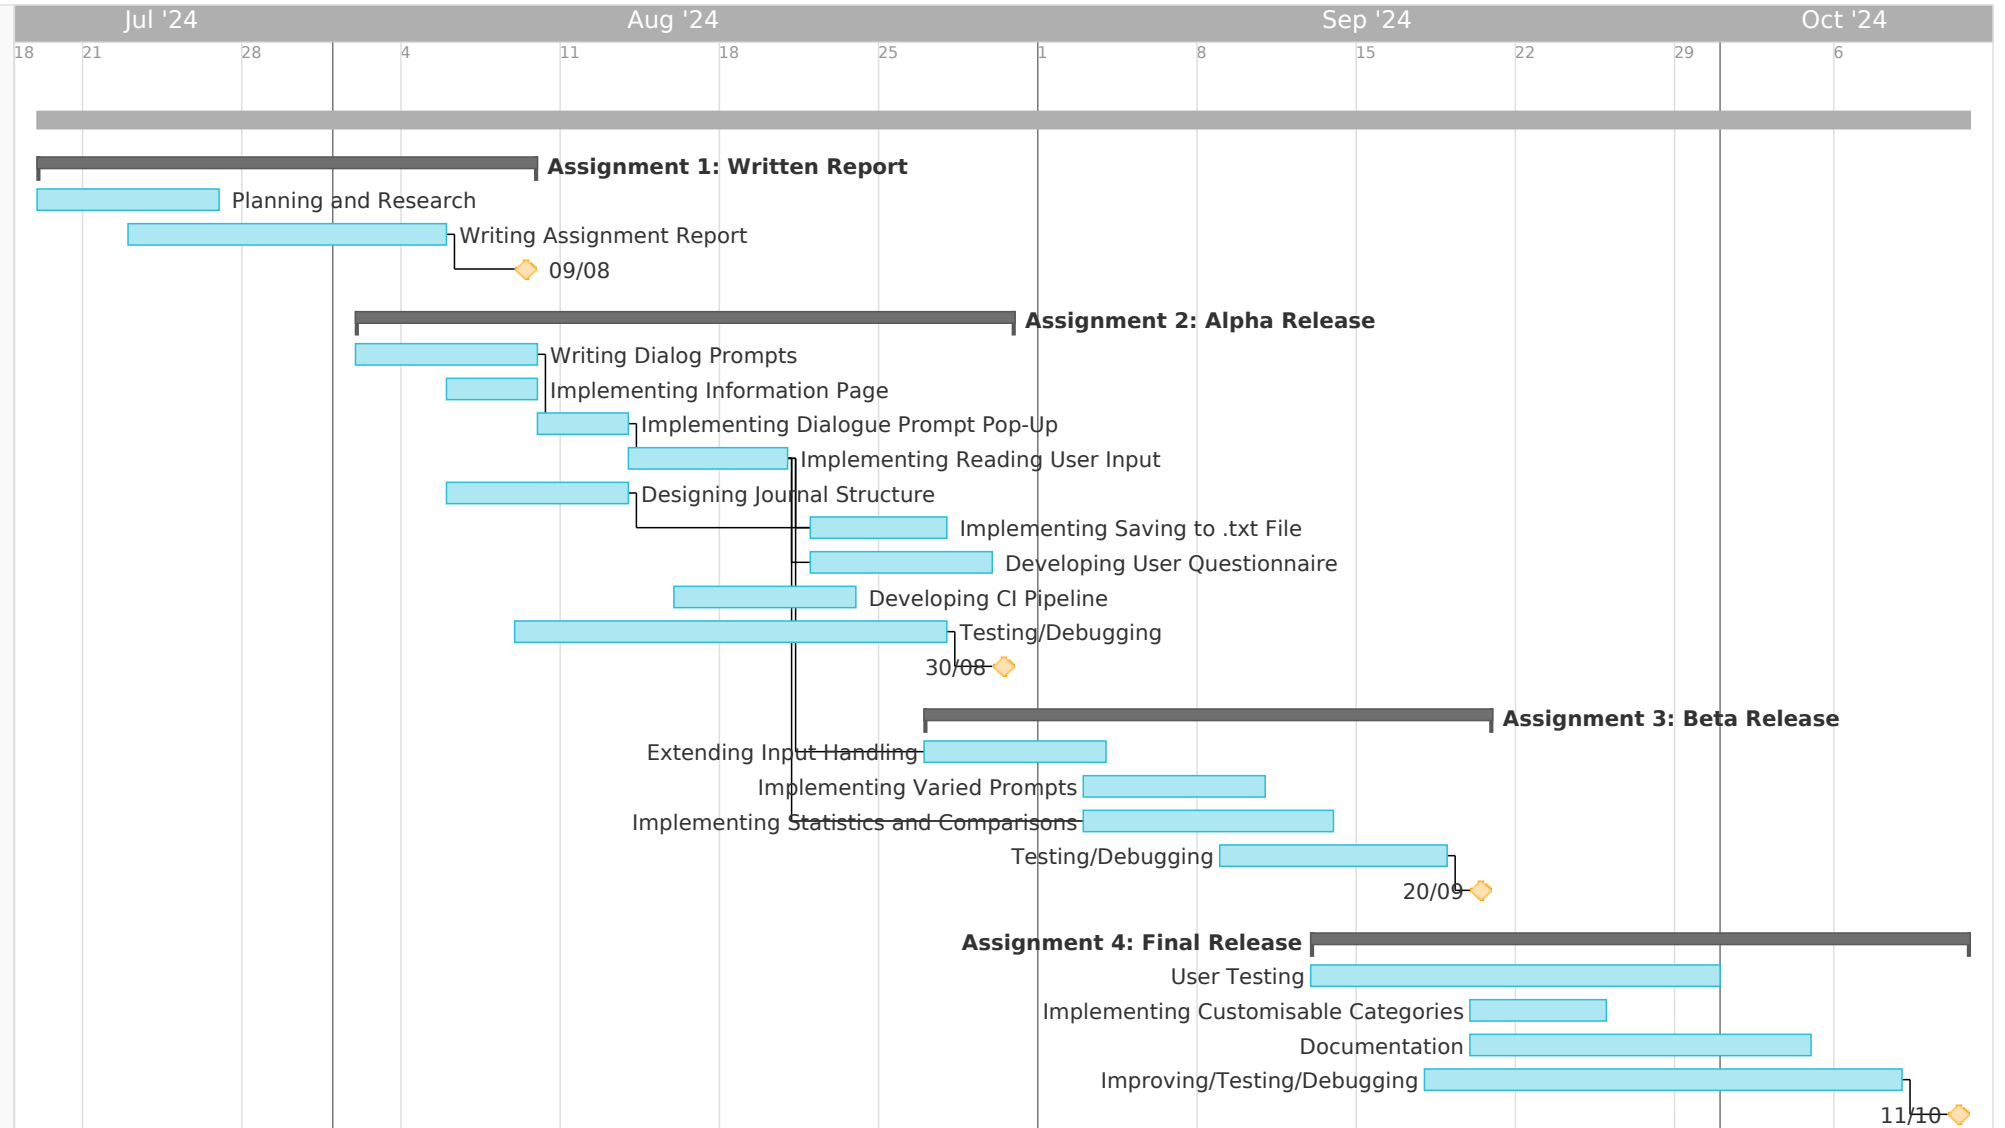 Jul '24 Aug '24 Sep '24 Oct '24
18 21 28 4 11 18 25 1 8 15 22 29 6
Assignment 1: Written Report
Planning and Research
Writing Assignment Report
09/08
Assignment 2: Alpha Release
Writing Dialog Prompts
Implementing Information Page
Implementing Dialogue Prompt Pop-Up
Implementing Reading User Input
Designing Journal Structure
Implementing Saving to .txt File
Developing User Questionnaire
Developing CI Pipeline
Testing/Debugging
30/08
Assignment 3: Beta Release
Extending Input Handling
Implementing Varied Prompts
Implementing Statistics and Comparisons
Testing/Debugging
20/09
Assignment 4: Final Release
User Testing
Implementing Customisable Categories
Documentation
Improving/Testing/Debugging
11/10